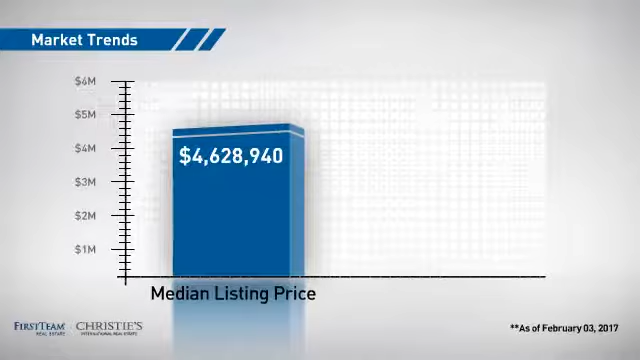 Market Trends
$4M
$5M
$4M
$3M
$2M
$1M
$4,628,940
Median Listing Price
FIRSTTEAM
REAL ESTATE
CHRISTIE'S
INTERNATIONAL REAL ESTATE
**As of February 03, 2017